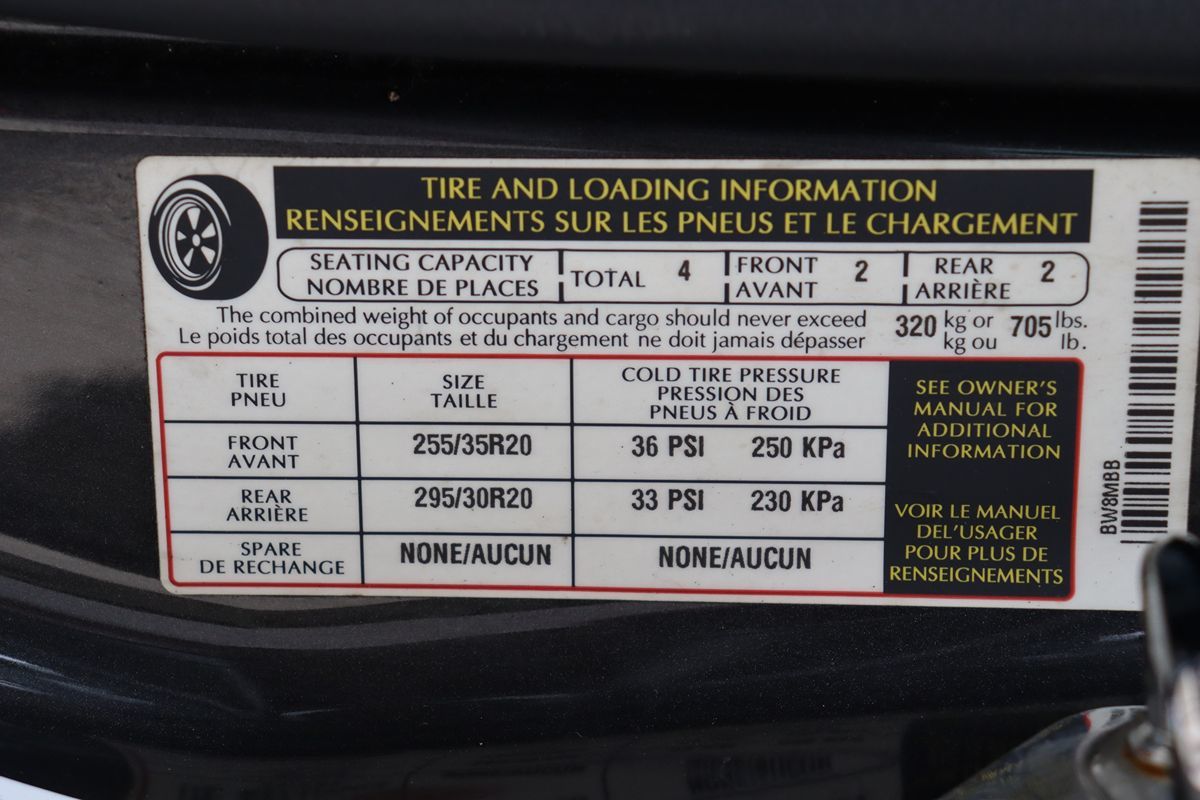 TIRE AND LOADING INFORMATION
RENSEIGNEMENTS SUR LES PNEUS ET LE CHARGEMENT
SEATING CAPACITY
NOMBRE DE PLACES
TOTAL 4
FRONT
AVANT
2
REAR
ARRIÈRE
2
The combined weight of occupants and cargo should never exceed
Le poids total des occupants et du chargement ne doit jamais dépasser
320 kg or 705 lbs.
kg ou lb.
TIRE
PNEU
SIZE
TAILLE
COLD TIRE PRESSURE
PRESSION DES
PNEUS À FROID
FRONT
AVANT
255/35R20
36 PSI 250 KPa
REAR
ARRIÈRE
295/30R20
33 PSI 230 KPa
SPARE
DE RECHANGE
NONE/AUCUN
NONE/AUCUN
SEE OWNER'S
MANUAL FOR
ADDITIONAL
INFORMATION
VOIR LE MANUEL
DEL'USAGER
POUR PLUS DE
RENSEIGNEMENTS
BW8MBB